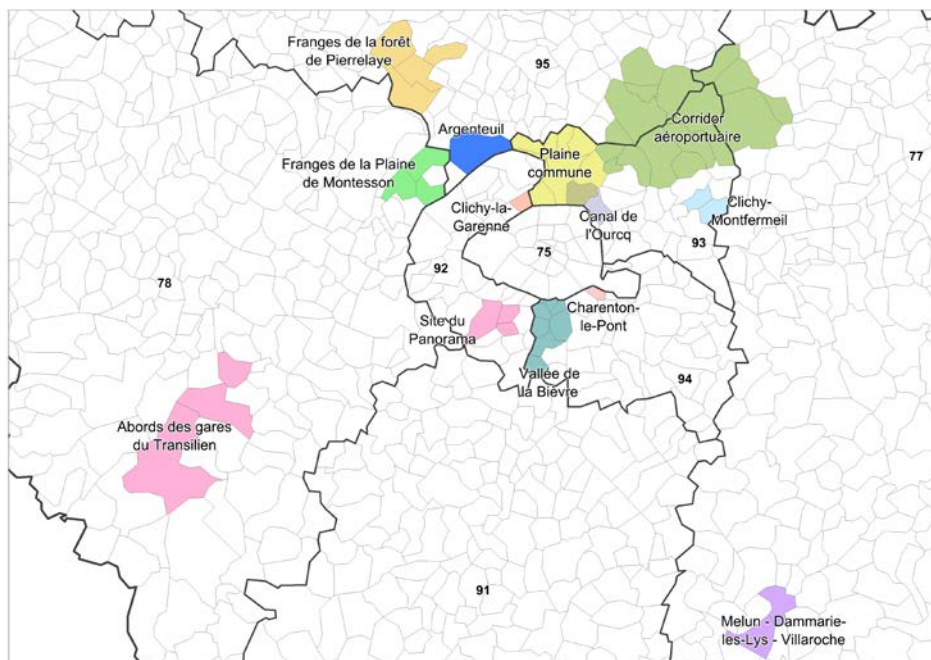 Franges de la forêt
de Pierrelaye
95
Argenteuil
Corridor
aéroportuaire
Plaine
commune
77
Franges de la Plaine
de Montesson
Clichy-la-
Garenne
Canal de
l'Ourcq
Clichy-
Montfermeil
93
75
92
78
Site du
Panorama
Charenton-
le-Pont
Vallée de
la Bièvre
94
Abords des gares
du Transilien
91
Melun - Dammarie-
les-Lys - Villaroche